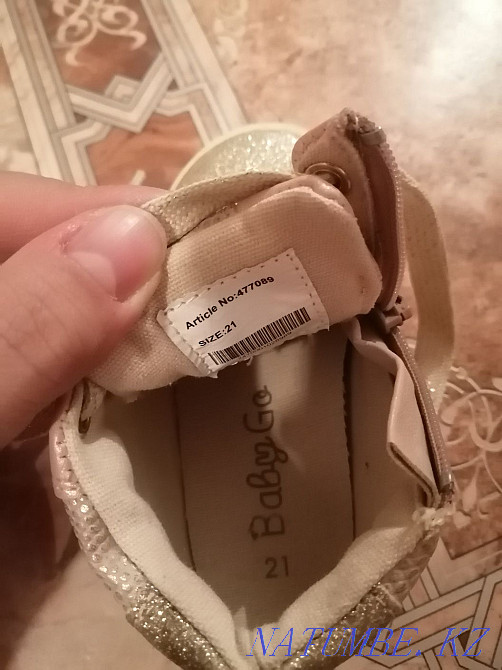 Article No:477089
SIZE:21
BabyGo
21
NATUMBE.KZ